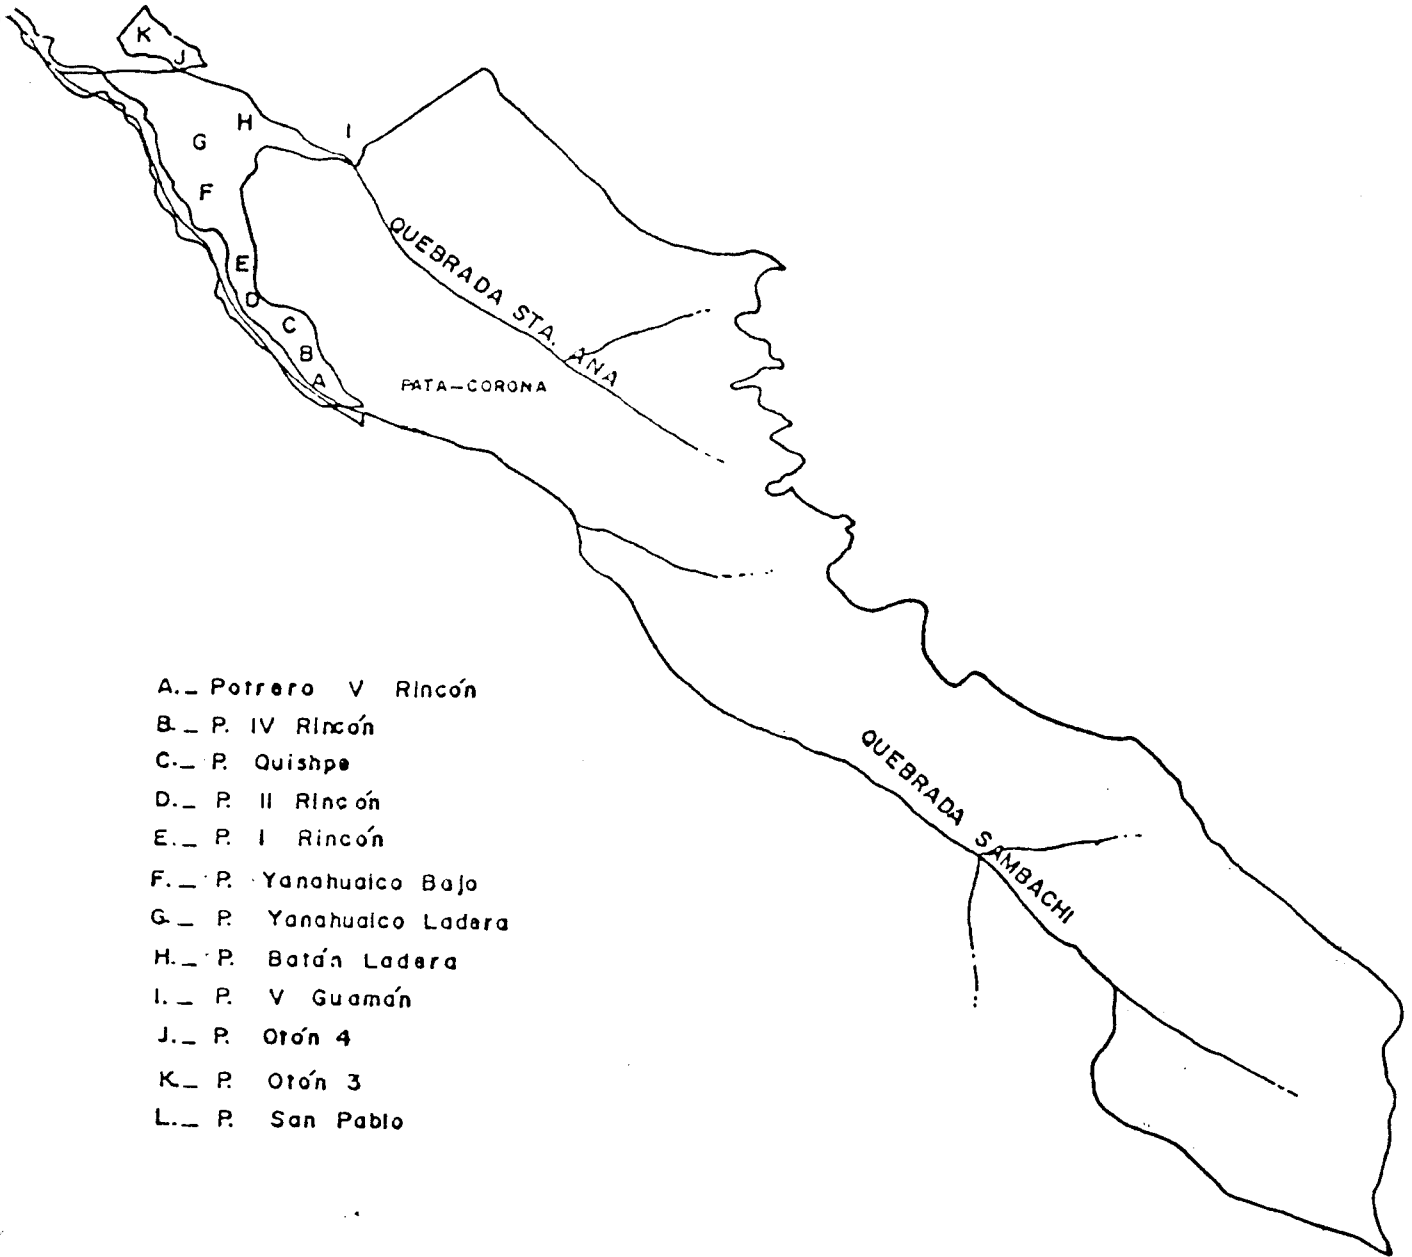 K
J
H
I
G
F
E
D
C
B
A
QUEBRADA STA. ANA
PATA-CORONA
QUEBRADA SAMBACHI
A._ Potrero V Rincón
B._ P. IV Rincón
C._ P. Quishpe
D._ P. II Rincón
E._ P. I Rincón
F._ P. Yanahuaico Bajo
G._ P. Yanahuaico Ladera
H._ P. Batán Ladera
I._ P. V Guamán
J._ P. Otón 4
K._ P. Otón 3
L._ P. San Pablo